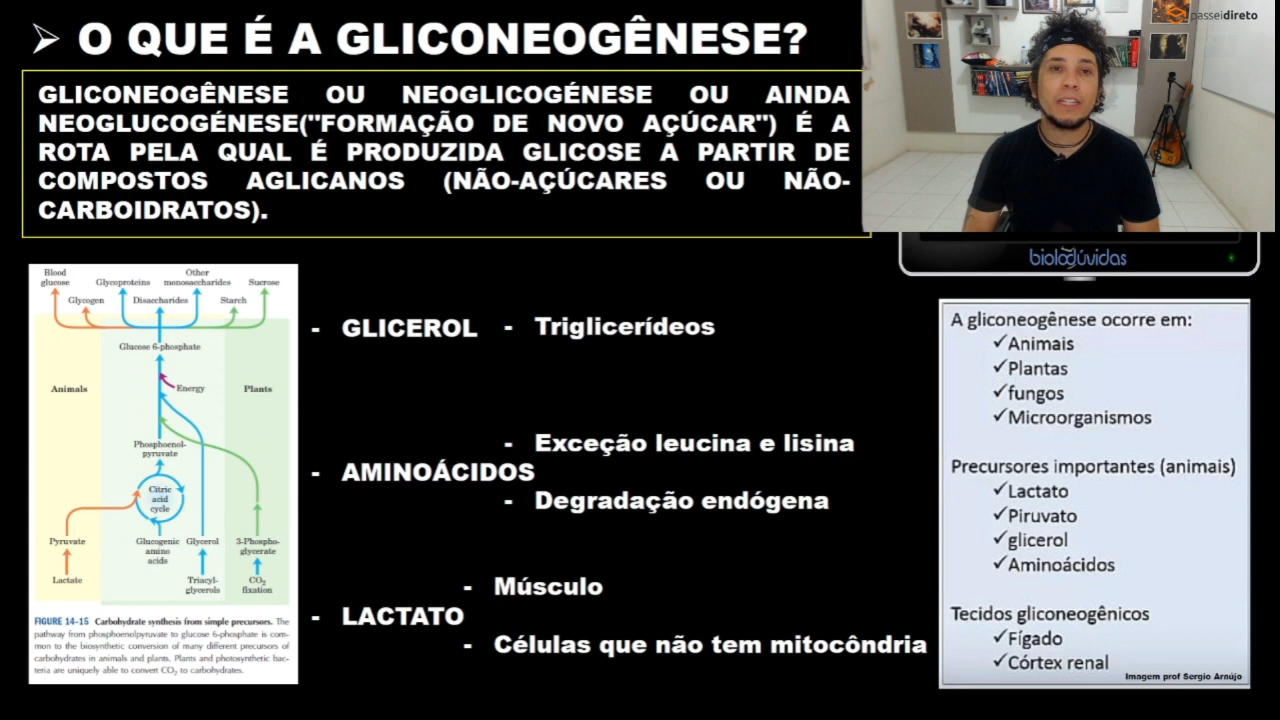 ➢ O QUE É A GLICONEOGÊNESE?
passeidireto
GLICONEOGÊNESE OU NEOGLICOGÉNESE OU AINDA
NEOGLUCOGÉNESE("FORMAÇÃO DE NOVO AÇÚCAR") É A
ROTA PELA QUAL É PRODUZIDA GLICOSE A PARTIR DE
COMPOSTOS AGLICANOS (NÃO-AÇÚCARES OU NÃO-
CARBOIDRATOS).
biologúvidas
Blood
glucose
Glycogen
Glycoproteins
Disaccharides
Other
monosaccharides
Starch
Sucrose
Glucose 6-phosphate
Animals
Energy
Plants
Phosphoenol-
pyruvate
Citric
acid
cycle
Pyruvate
Glucogenic
amino
acids
Glycerol
3-Phospho-
glycerate
Lactate
Triacyl-
glycerols
CO2
fixation
FIGURE 14-15 Carbohydrate synthesis from simple precursors. The
pathway from phosphoenolpyruvate to glucose 6-phosphate is com-
mon to the biosynthetic conversion of many different precursors of
carbohydrates in animals and plants. Plants and photosynthetic bac-
teria are uniquely able to convert CO2 to carbohydrates.
- GLICEROL - Triglicerídeos
- Exceção leucina e lisina
- AMINOÁCIDOS
- Degradação endógena
- Músculo
- LACTATO
- Células que não tem mitocôndria
A gliconeogênese ocorre em:
✓Animais
✓Plantas
✓fungos
✓Microorganismos
Precursores importantes (animais)
✓Lactato
✓Piruvato
✓glicerol
✓Aminoácidos
Tecidos gliconeogênicos
✓Fígado
✓Córtex renal
Imagem prof Sergio Araújo